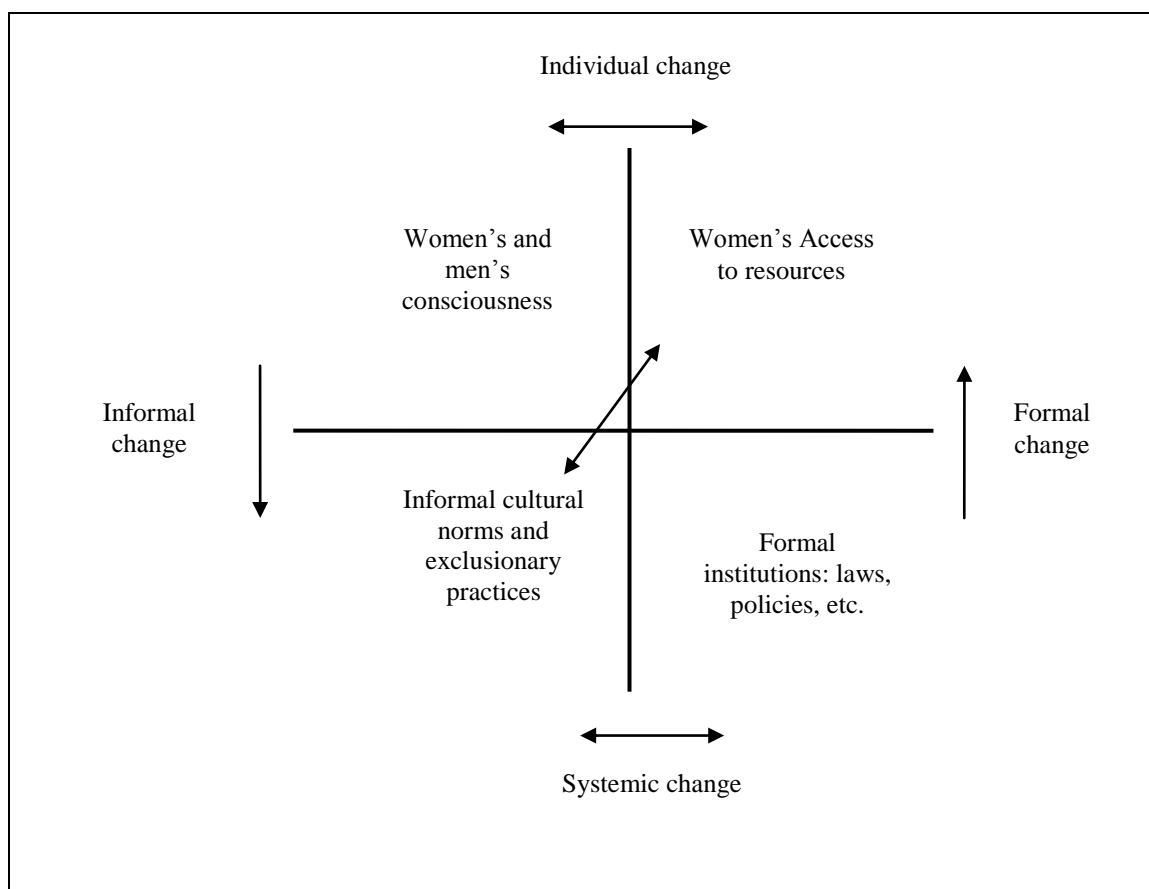 Individual change
Women’s and
men’s
consciousness
Women’s Access
to resources
Informal
change
Formal
change
Informal cultural
norms and
exclusionary
practices
Formal
institutions: laws,
policies, etc.
Systemic change